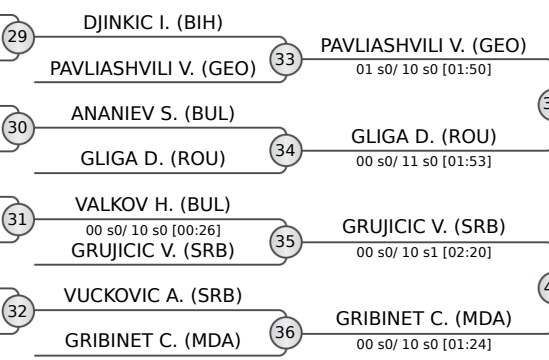 29
DJINKIC I. (BIH)
PAVLIASHVILI V. (GEO)
33
PAVLIASHVILI V. (GEO)
01 s0/ 10 s0 [01:50]
30
ANANIEV S. (BUL)
GLIGA D. (ROU)
34
GLIGA D. (ROU)
00 s0/ 11 s0 [01:53]
31
VALKOV H. (BUL)
00 s0/ 10 s0 [00:26]
GRUJICIC V. (SRB)
35
GRUJICIC V. (SRB)
00 s0/ 10 s1 [02:20]
32
VUCKOVIC A. (SRB)
GRIBINET C. (MDA)
36
GRIBINET C. (MDA)
00 s0/ 10 s0 [01:24]